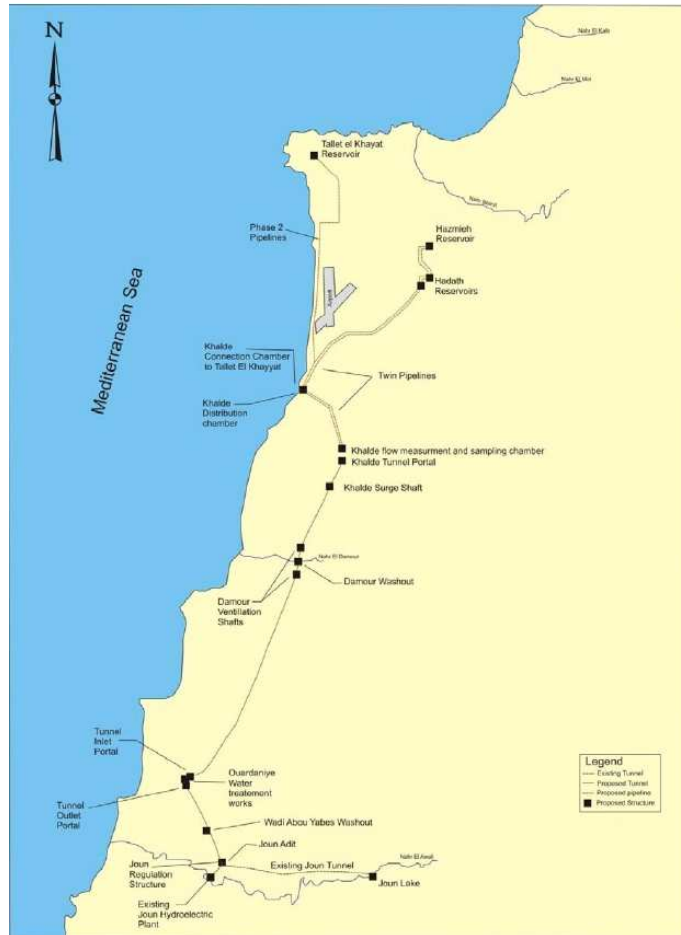 N
Nahr El Kalb
Nahr El Mot
Tallet el Khayat
Reservoir
Nahr Beirut
Phase 2
Pipelines
Hazmieh
Reservoir
Hadath
Reservoirs
Airport
Mediterranean Sea
Khalde
Connection Chamber
to Tallet El Khayyat
Twin Pipelines
Khalde
Distribution
chamber
Khalde flow measurment and sampling chamber
Khalde Tunnel Portal
Khalde Surge Shaft
Nahr El Damour
Damour Washout
Damour
Ventillation
Shafts
Tunnel
Inlet
Portal
Ouardaniye
Water
treatement
works
Tunnel
Outlet
Portal
Wadi Abou Yabes Washout
Joun Adit
Joun
Regulation
Structure
Existing Joun Tunnel
Nahr El Awali
Joun Lake
Existing
Joun Hydroelectric
Plant
Legend
Existing Tunnel
Proposed Tunnel
Proposed pipeline
Proposed Structure